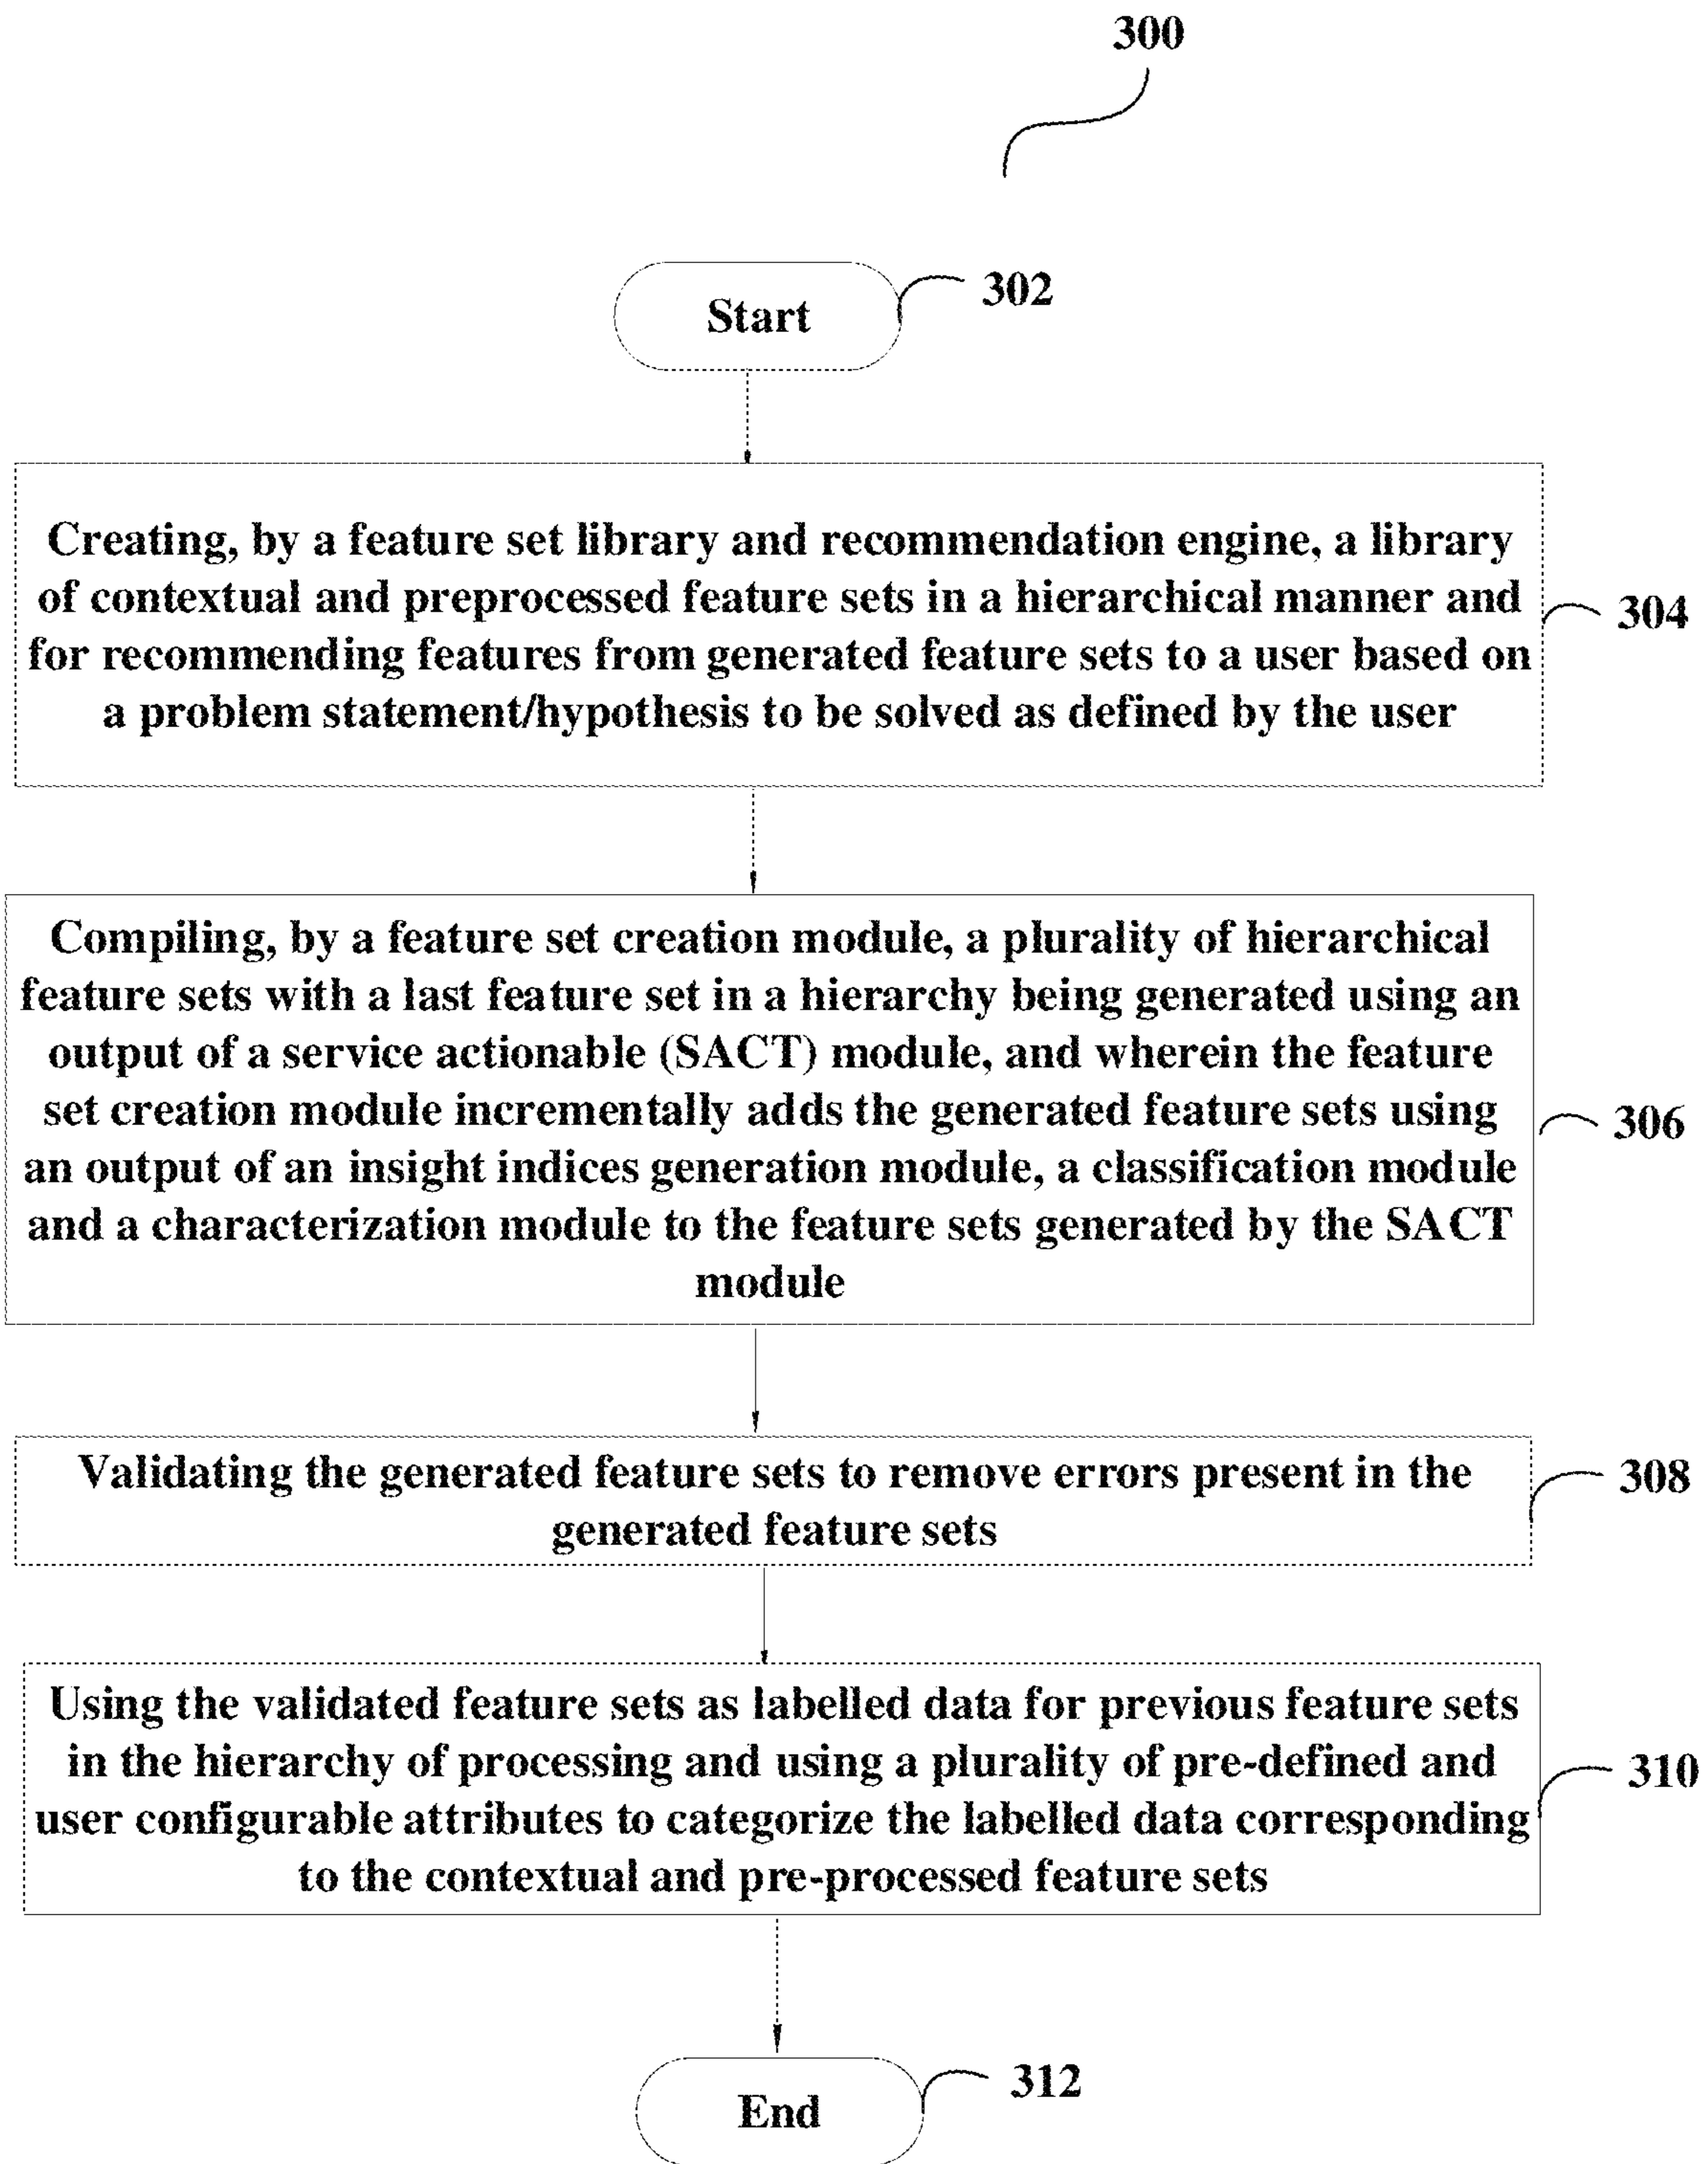 300
Start
302
Creating, by a feature set library and recommendation engine, a library
of contextual and preprocessed feature sets in a hierarchical manner and
for recommending features from generated feature sets to a user based on
a problem statement/hypothesis to be solved as defined by the user
304
Compiling, by a feature set creation module, a plurality of hierarchical
feature sets with a last feature set in a hierarchy being generated using an
output of a service actionable (SACT) module, and wherein the feature
set creation module incrementally adds the generated feature sets using
an output of an insight indices generation module, a classification module
and a characterization module to the feature sets generated by the SACT
module
306
Validating the generated feature sets to remove errors present in the
generated feature sets
308
Using the validated feature sets as labelled data for previous feature sets
in the hierarchy of processing and using a plurality of pre-defined and
user configurable attributes to categorize the labelled data corresponding
to the contextual and pre-processed feature sets
310
End
312